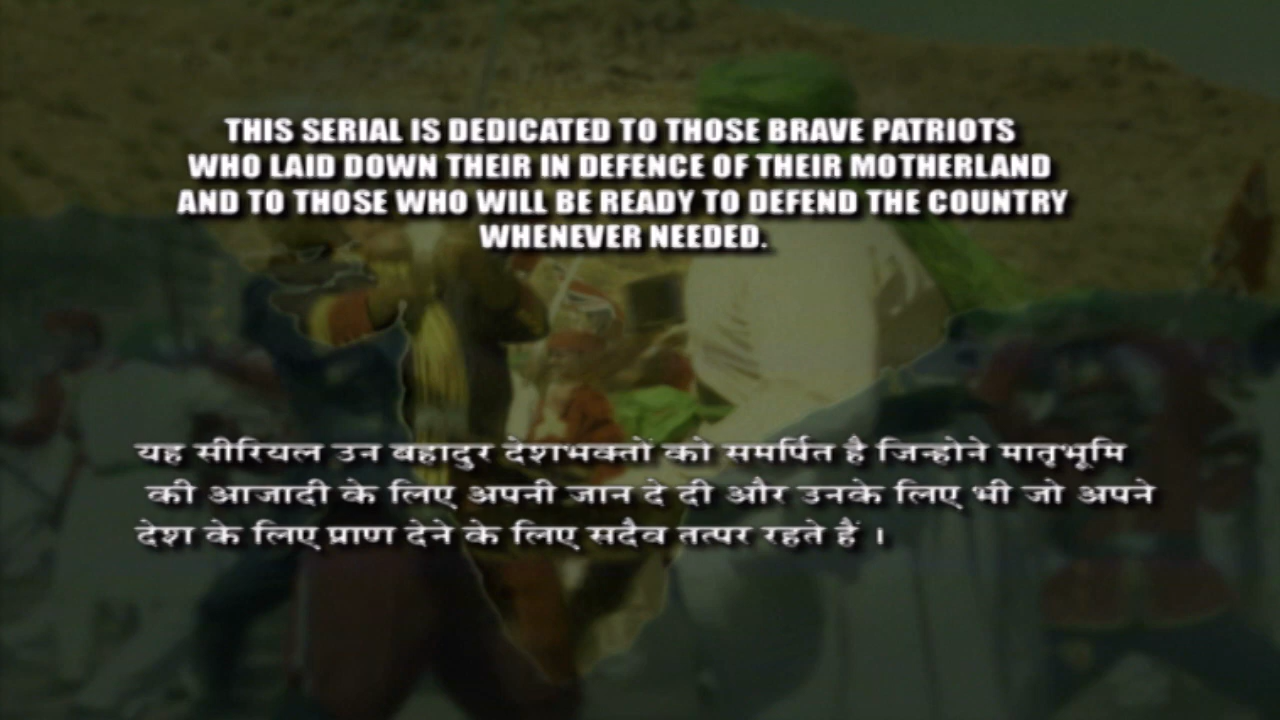 THIS SERIAL IS DEDICATED TO THOSE BRAVE PATRIOTS
WHO LAID DOWN THEIR IN DEFENCE OF THEIR MOTHERLAND
AND TO THOSE WHO WILL BE READY TO DEFEND THE COUNTRY
WHENEVER NEEDED.
यह सीरियल उन बहादुर देशभक्तों को समर्पित है जिन्होने मातृभूमि
की आजादी के लिए अपनी जान दे दी और उनके लिए भी जो अपने
देश के लिए प्राण देने के लिए सदैव तत्पर रहते हैं ।